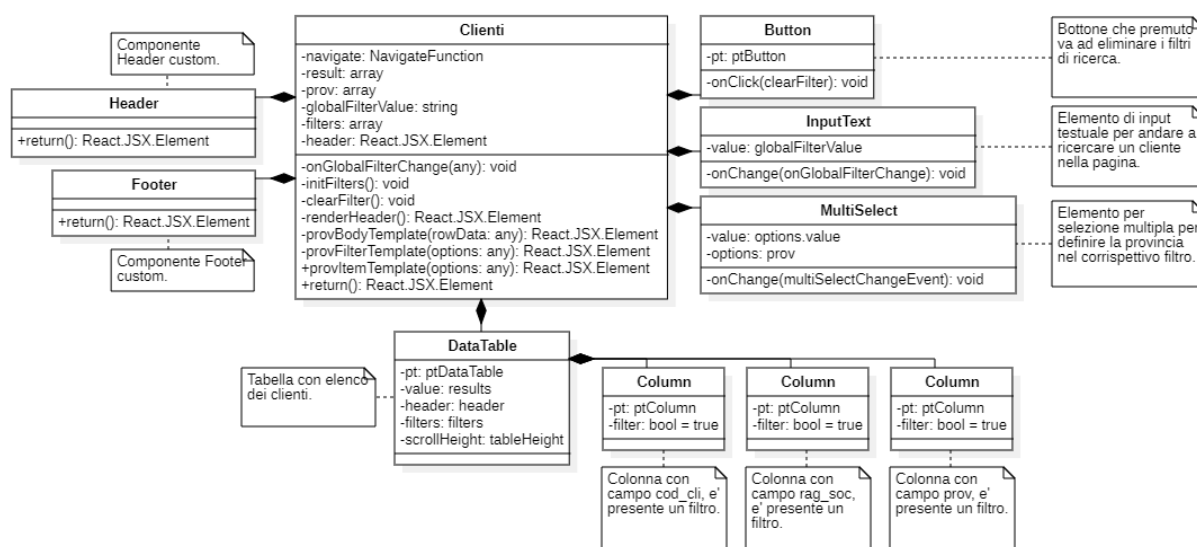 Clienti
-navigate: NavigateFunction
-result: array
-prov: array
-globalFilterValue: string
-filters: array
-header: React.JSX.Element
-onGlobalFilterChange(any): void
-initFilters(): void
-clearFilter(): void
-renderHeader(): React.JSX.Element
-provBodyTemplate(rowData: any): React.JSX.Element
-provFilterTemplate(options: any): React.JSX.Element
+provItemTemplate(options: any): React.JSX.Element
+return(): React.JSX.Element
Componente
Header custom.
Header
+return(): React.JSX.Element
Footer
+return(): React.JSX.Element
Componente Footer
custom.
Button
-pt: ptButton
-onClick(clearFilter): void
Bottone che premuto
va ad eliminare i filtri
di ricerca.
InputText
-value: globalFilterValue
-onChange(onGlobalFilterChange): void
Elemento di input
testuale per andare a
ricercare un cliente
nella pagina.
MultiSelect
-value: options.value
-options: prov
-onChange(multiSelectChangeEvent): void
Elemento per
selezione multipla per
definire la provincia
nel corrispettivo filtro.
DataTable
-pt: ptDataTable
-value: results
-header: header
-filters: filters
-scrollHeight: tableHeight
Tabella con elenco
dei clienti.
Column
-pt: ptColumn
-filter: bool = true
Colonna con
campo cod_cli, e'
presente un filtro.
Column
-pt: ptColumn
-filter: bool = true
Colonna con
campo rag_soc,
e' presente un
filtro.
Column
-pt: ptColumn
-filter: bool = true
Colonna con
campo prov, e'
presente un filtro.